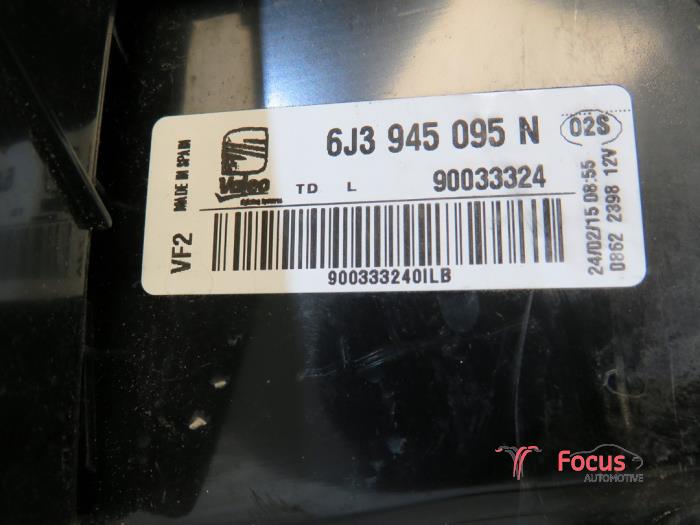 6J3 945 095 N
02S
Valeo
TD L
90033324
900333240ILB
VF2
MADE IN SPAIN
24/02/15 08:55
0862 2398 12V
Focus
AUTOMOTIVE